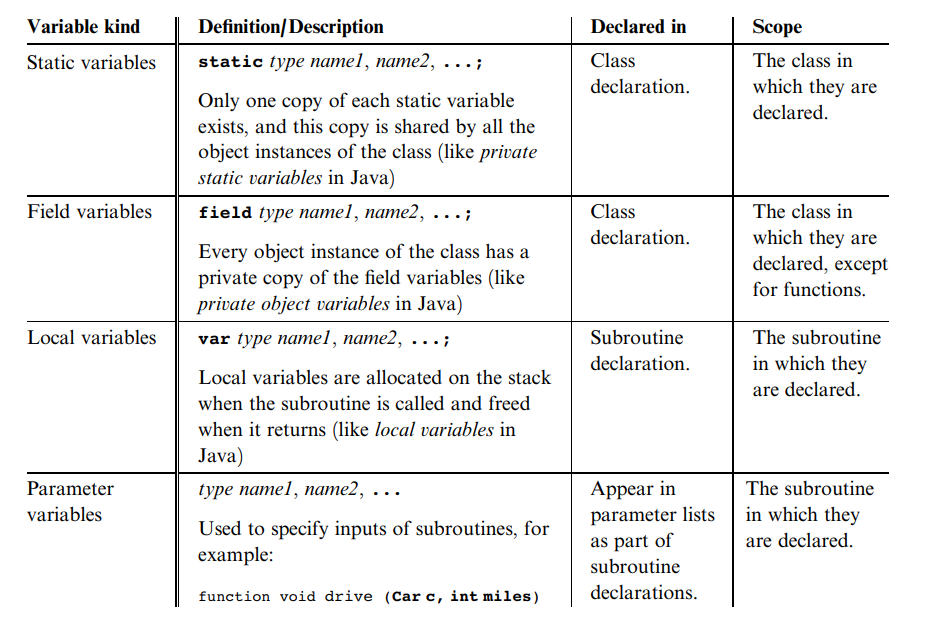 Variable kind Definition/Description Declared in Scope
Static variables
static type name1, name2, ...;
Only one copy of each static variable
exists, and this copy is shared by all the
object instances of the class (like private
static variables in Java)
Class
declaration.
The class in
which they are
declared.
Field variables
field type name1, name2, ...;
Every object instance of the class has a
private copy of the field variables (like
private object variables in Java)
Class
declaration.
The class in
which they are
declared, except
for functions.
Local variables
var type name1, name2, ...;
Local variables are allocated on the stack
when the subroutine is called and freed
when it returns (like local variables in
Java)
Subroutine
declaration.
The subroutine
in which they
are declared.
Parameter
variables
type name1, name2, ...
Used to specify inputs of subroutines, for
example:
function void drive (Car c, int miles)
Appear in
parameter lists
as part of
subroutine
declarations.
The subroutine
in which they
are declared.